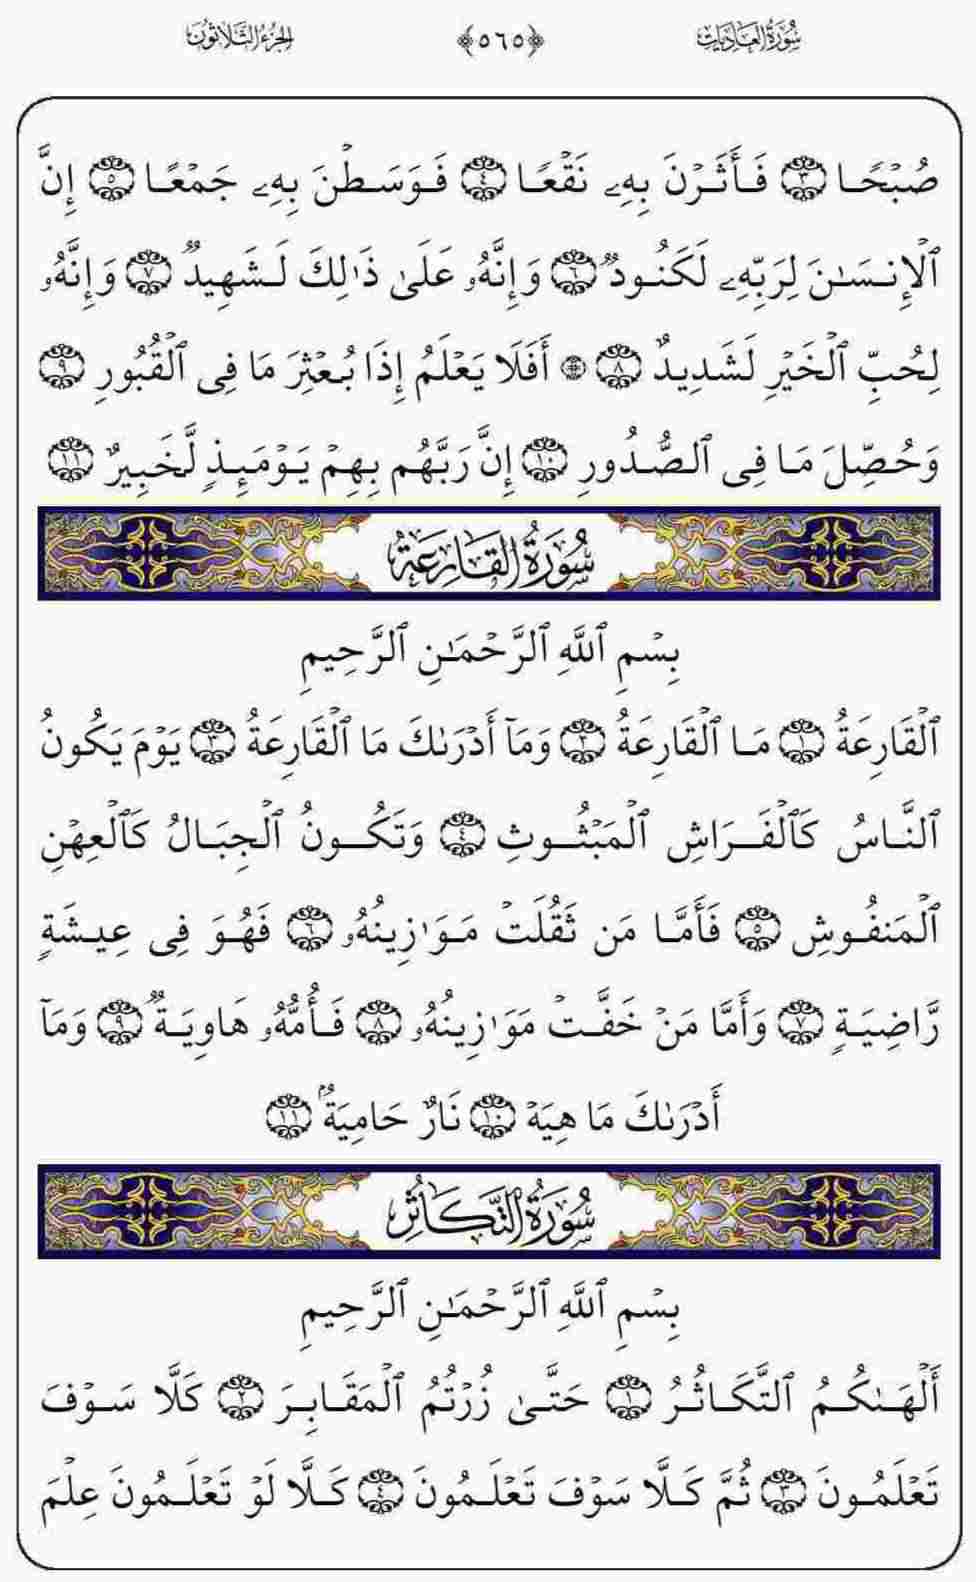 سُورَةُ العَادِيَاتِ ﴿٥٦٥﴾ الجُزءُ الثَّلَاثُونَ
صُبۡحٗا ٣ فَأَثَرۡنَ بِهِۦ نَقۡعٗا ٤ فَوَسَطۡنَ بِهِۦ جَمۡعًا ٥ إِنَّ
ٱلۡإِنسَٰنَ لِرَبِّهِۦ لَكَنُودٞ ٦ وَإِنَّهُۥ عَلَىٰ ذَٰلِكَ لَشَهِيدٞ ٧ وَإِنَّهُۥ
لِحُبِّ ٱلۡخَيۡرِ لَشَدِيدٌ ٨ ۞ أَفَلَا يَعۡلَمُ إِذَا بُعۡثِرَ مَا فِى ٱلۡقُبُورِ ٩
وَحُصِّلَ مَا فِى ٱلصُّدُورِ ١٠ إِنَّ رَبَّهُم بِهِمۡ يَوۡمَئِذٖ لَّخَبِيرٌۢ ١١
سُورَةُ القَارِعَةِ
بِسۡمِ ٱللَّهِ ٱلرَّحۡمَٰنِ ٱلرَّحِيمِ
ٱلۡقَارِعَةُ ١ مَا ٱلۡقَارِعَةُ ٢ وَمَآ أَدۡرَىٰكَ مَا ٱلۡقَارِعَةُ ٣ يَوۡمَ يَكُونُ
ٱلنَّاسُ كَٱلۡفَرَاشِ ٱلۡمَبۡثُوثِ ٤ وَتَكُونُ ٱلۡجِبَالُ كَٱلۡعِهۡنِ
ٱلۡمَنفُوشِ ٥ فَأَمَّا مَن ثَقُلَتۡ مَوَٰزِينُهُۥ ٦ فَهُوَ فِى عِيشَةٖ
رَّاضِيَةٖ ٧ وَأَمَّا مَنۡ خَفَّتۡ مَوَٰزِينُهُۥ ٨ فَأُمُّهُۥ هَاوِيَةٞ ٩ وَمَآ
أَدۡرَىٰكَ مَا هِيَهۡ ١٠ نَارٌ حَامِيَةُۢ ١١
سُورَةُ التَّكَاثُرِ
بِسۡمِ ٱللَّهِ ٱلرَّحۡمَٰنِ ٱلرَّحِيمِ
أَلۡهَىٰكُمُ ٱلتَّكَاثُرُ ١ حَتَّىٰ زُرۡتُمُ ٱلۡمَقَابِرَ ٢ كَلَّا سَوۡفَ
تَعۡلَمُونَ ٣ ثُمَّ كَلَّا سَوۡفَ تَعۡلَمُونَ ٤ كَلَّا لَوۡ تَعۡلَمُونَ عِلۡمَ